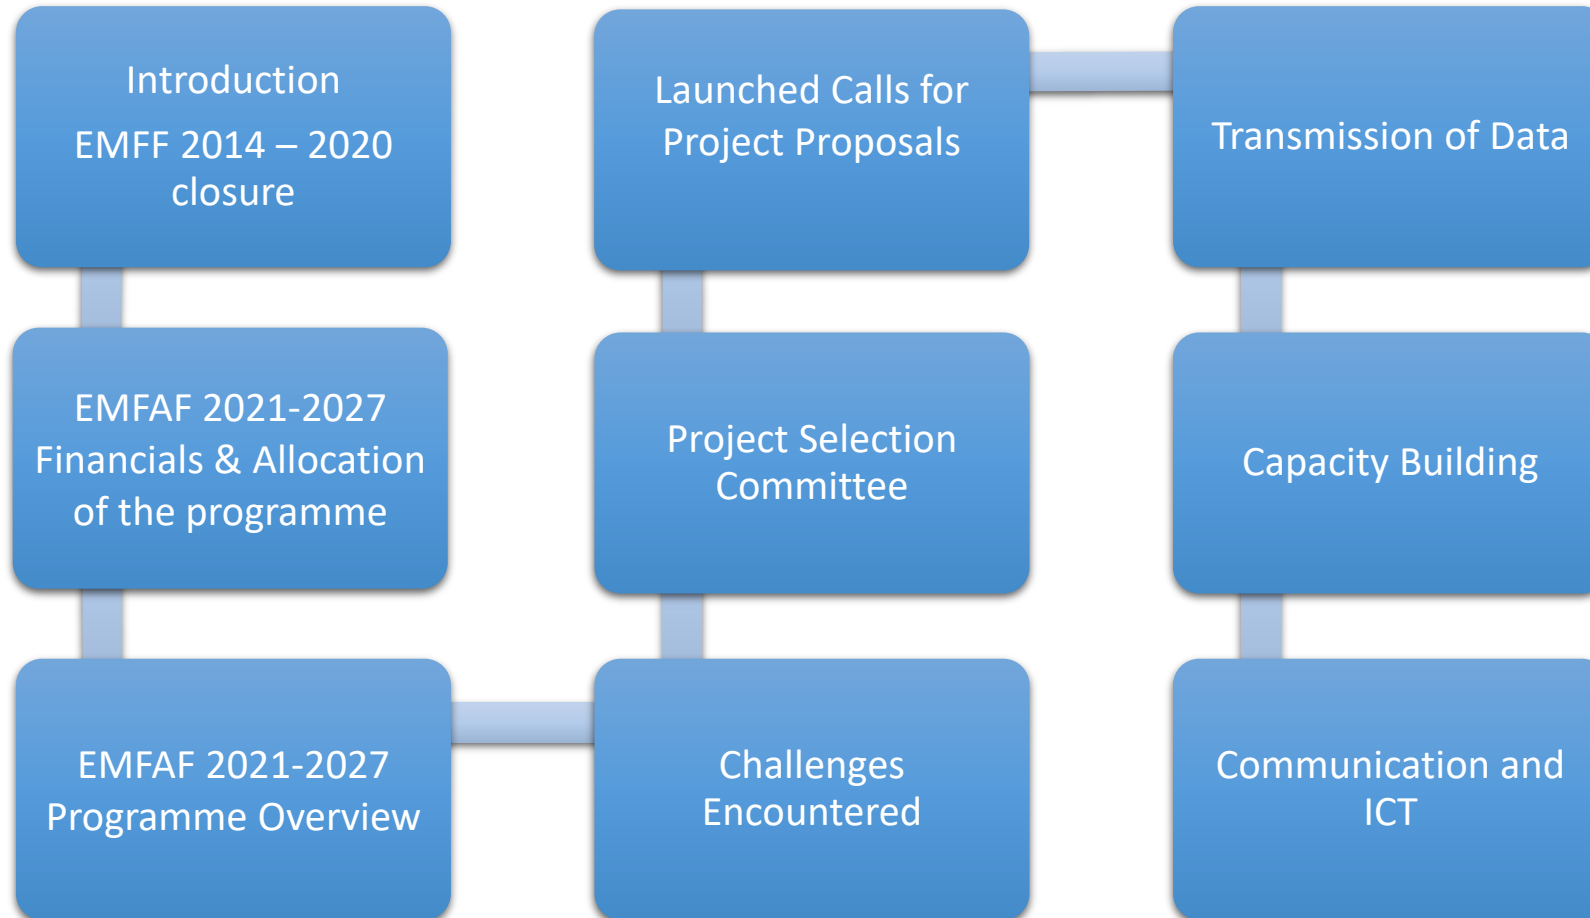 Introduction
EMFF 2014 – 2020
closure
EMFAF 2021-2027
Financials & Allocation
of the programme
EMFAF 2021-2027
Programme Overview
Challenges
Encountered
Project Selection
Committee
Launched Calls for
Project Proposals
Transmission of Data
Capacity Building
Communication and
ICT